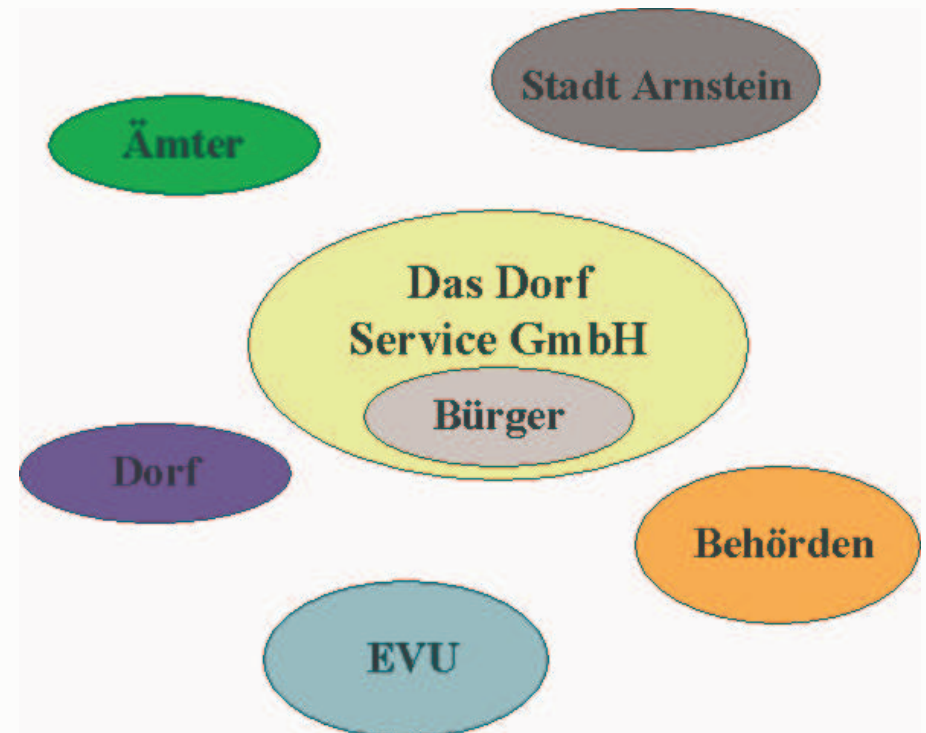 Stadt Arnstein
Ämter
Das Dorf
Service GmbH
Bürger
Dorf
Behörden
EVU